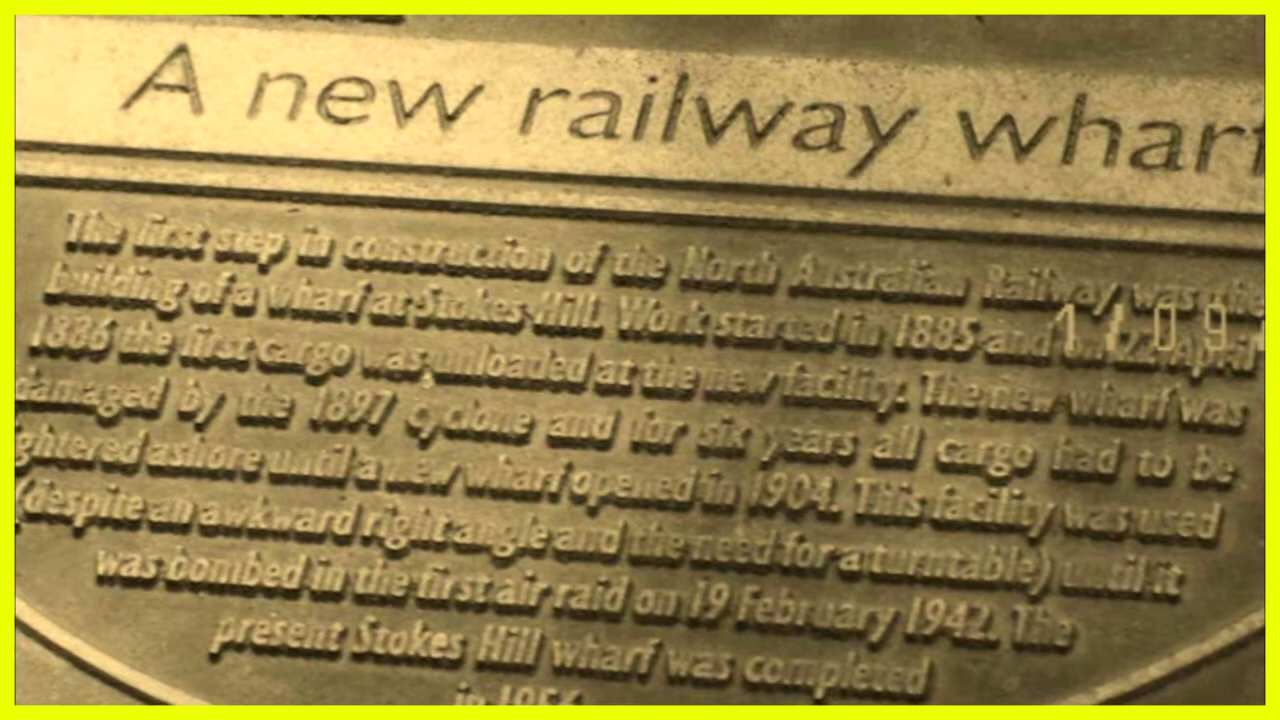 A new railway wharf
The first step in construction of the North Australian Railway was the
building of a wharf at Stokes Hill. Work started in 1885 and on 22 April
1886 the first cargo was unloaded at the new facility. The new wharf was
damaged by the 1897 cyclone and for six years all cargo had to be
ghtered ashore until a new wharf opened in 1904. This facility was used
(despite an awkward right angle and the need for a turntable) until it
was bombed in the first air raid on 19 February 1942. The
present Stokes Hill wharf was completed
in